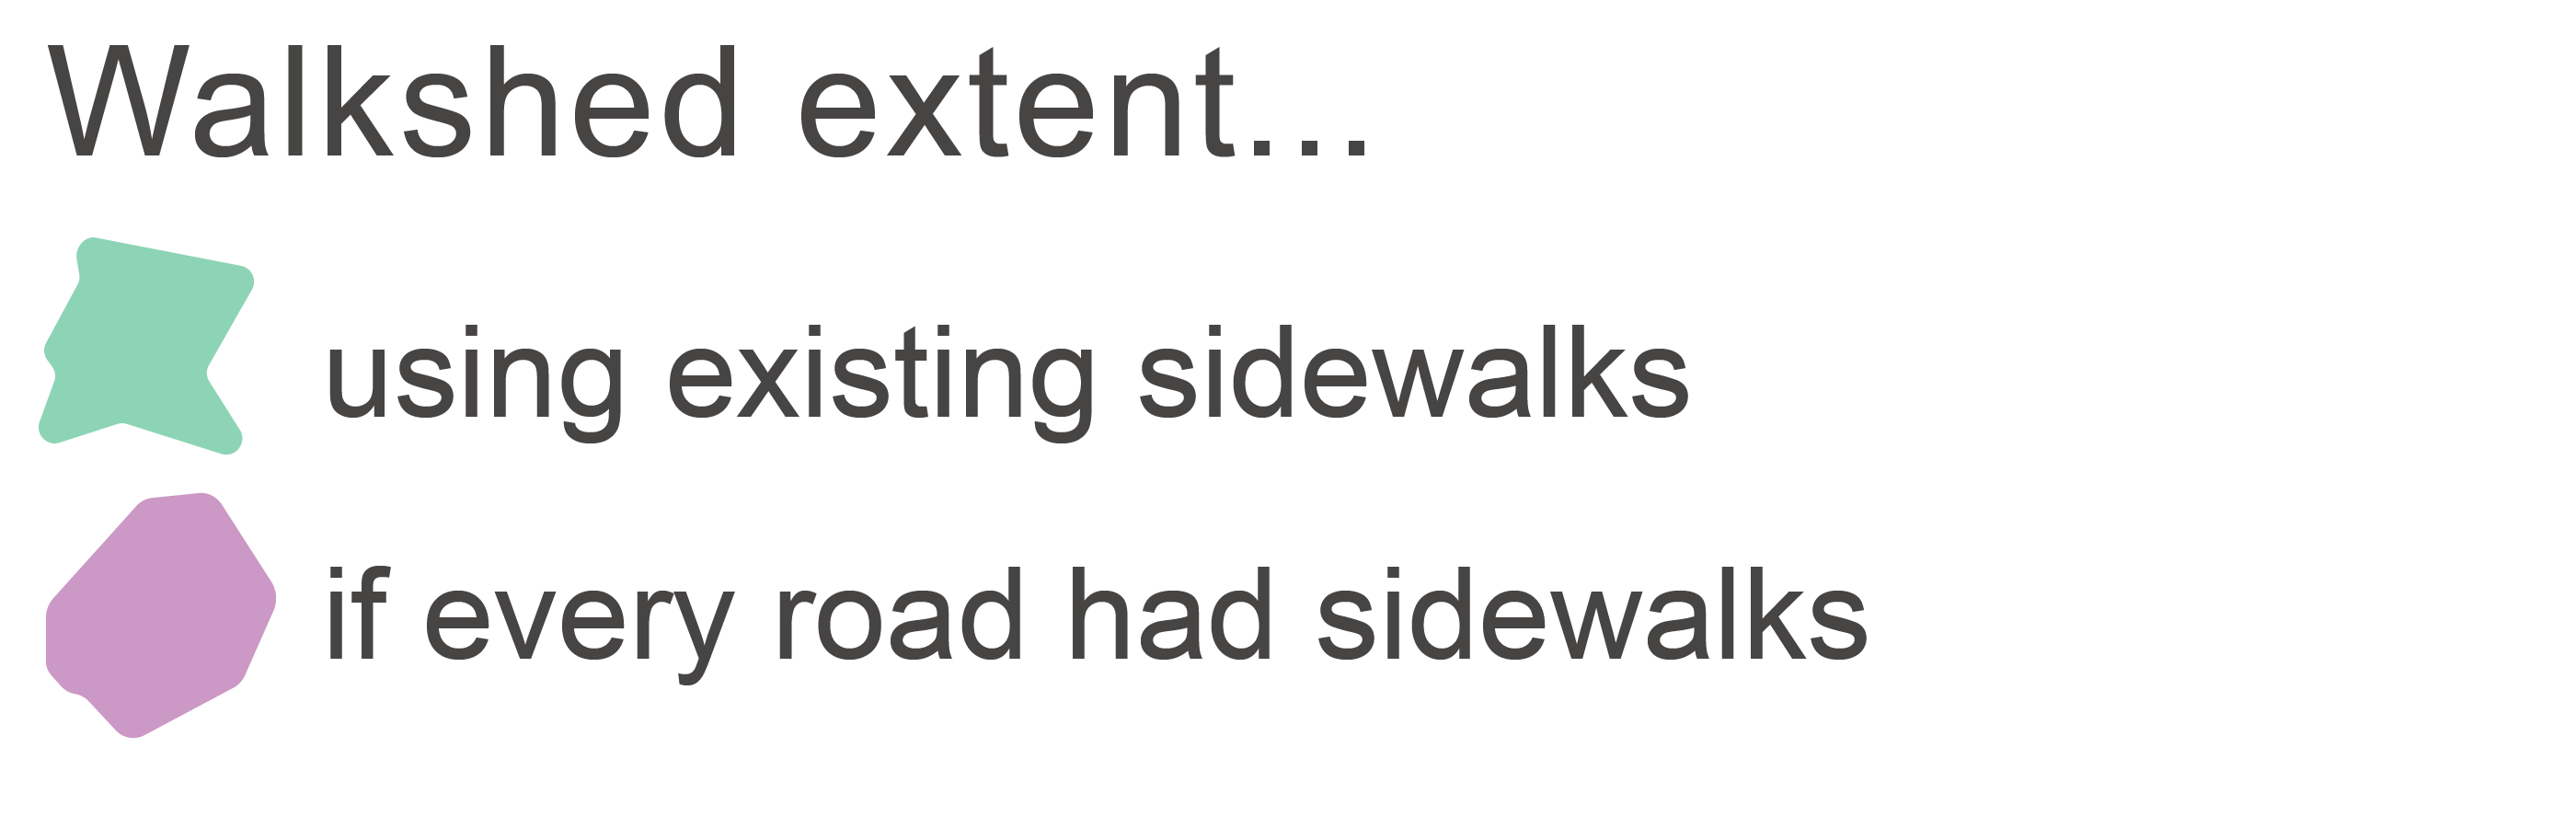 Walkshed extent...
using existing sidewalks
if every road had sidewalks